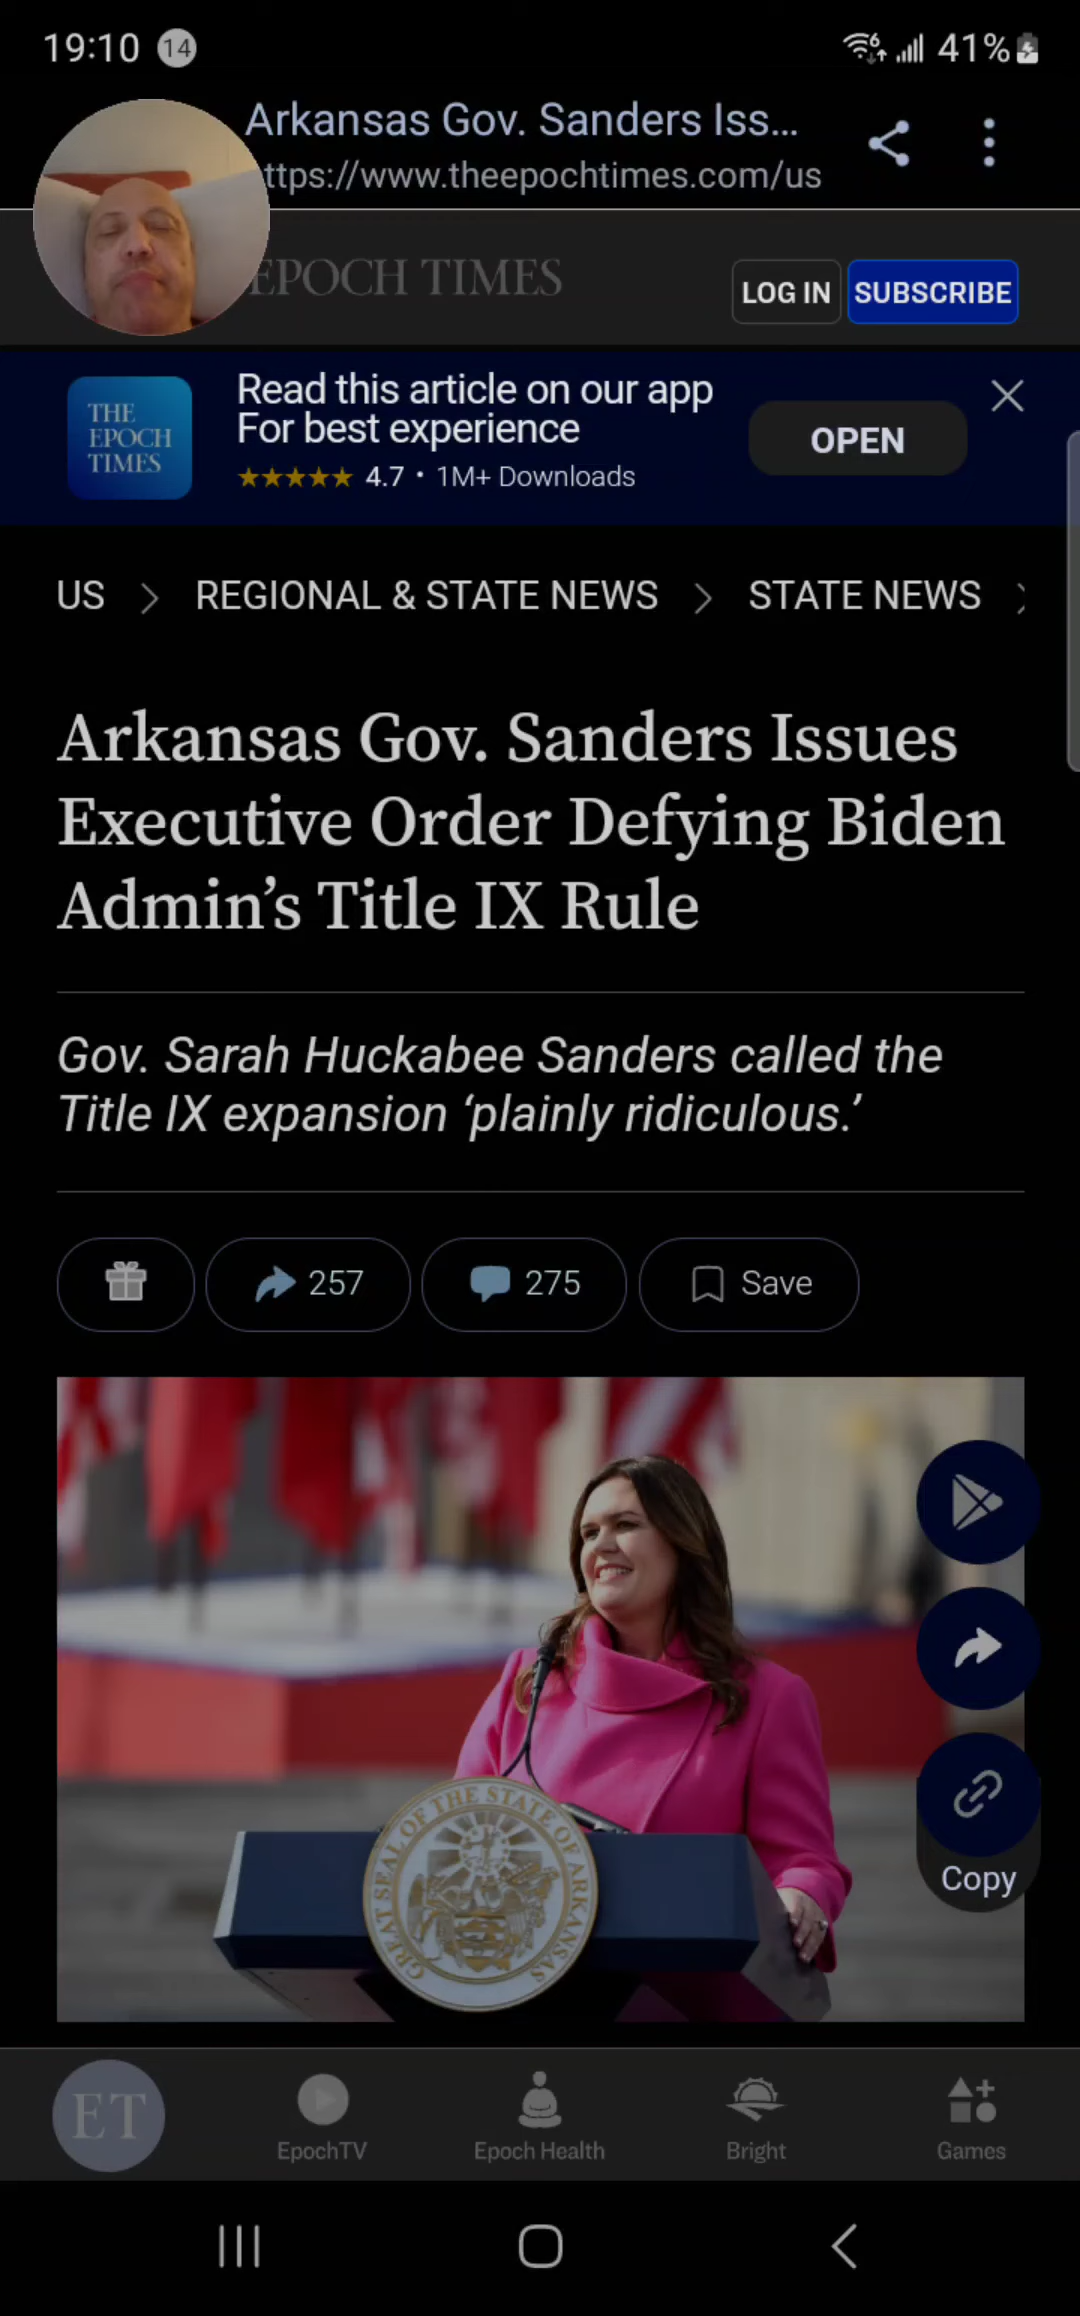 19:10 14 41%
Arkansas Gov. Sanders Iss...
ttps://www.theepochtimes.com/us
EPOCH TIMES
LOG IN
SUBSCRIBE
THE
EPOCH
TIMES
Read this article on our app
For best experience
★★★★★ 4.7 • 1M+ Downloads
OPEN
US > REGIONAL & STATE NEWS > STATE NEWS >
Arkansas Gov. Sanders Issues
Executive Order Defying Biden
Admin’s Title IX Rule
Gov. Sarah Huckabee Sanders called the
Title IX expansion ‘plainly ridiculous.’
257 275 Save
GREAT SEAL OF THE STATE OF ARKANSAS
Copy
ET
EpochTV
Epoch Health
Bright
Games